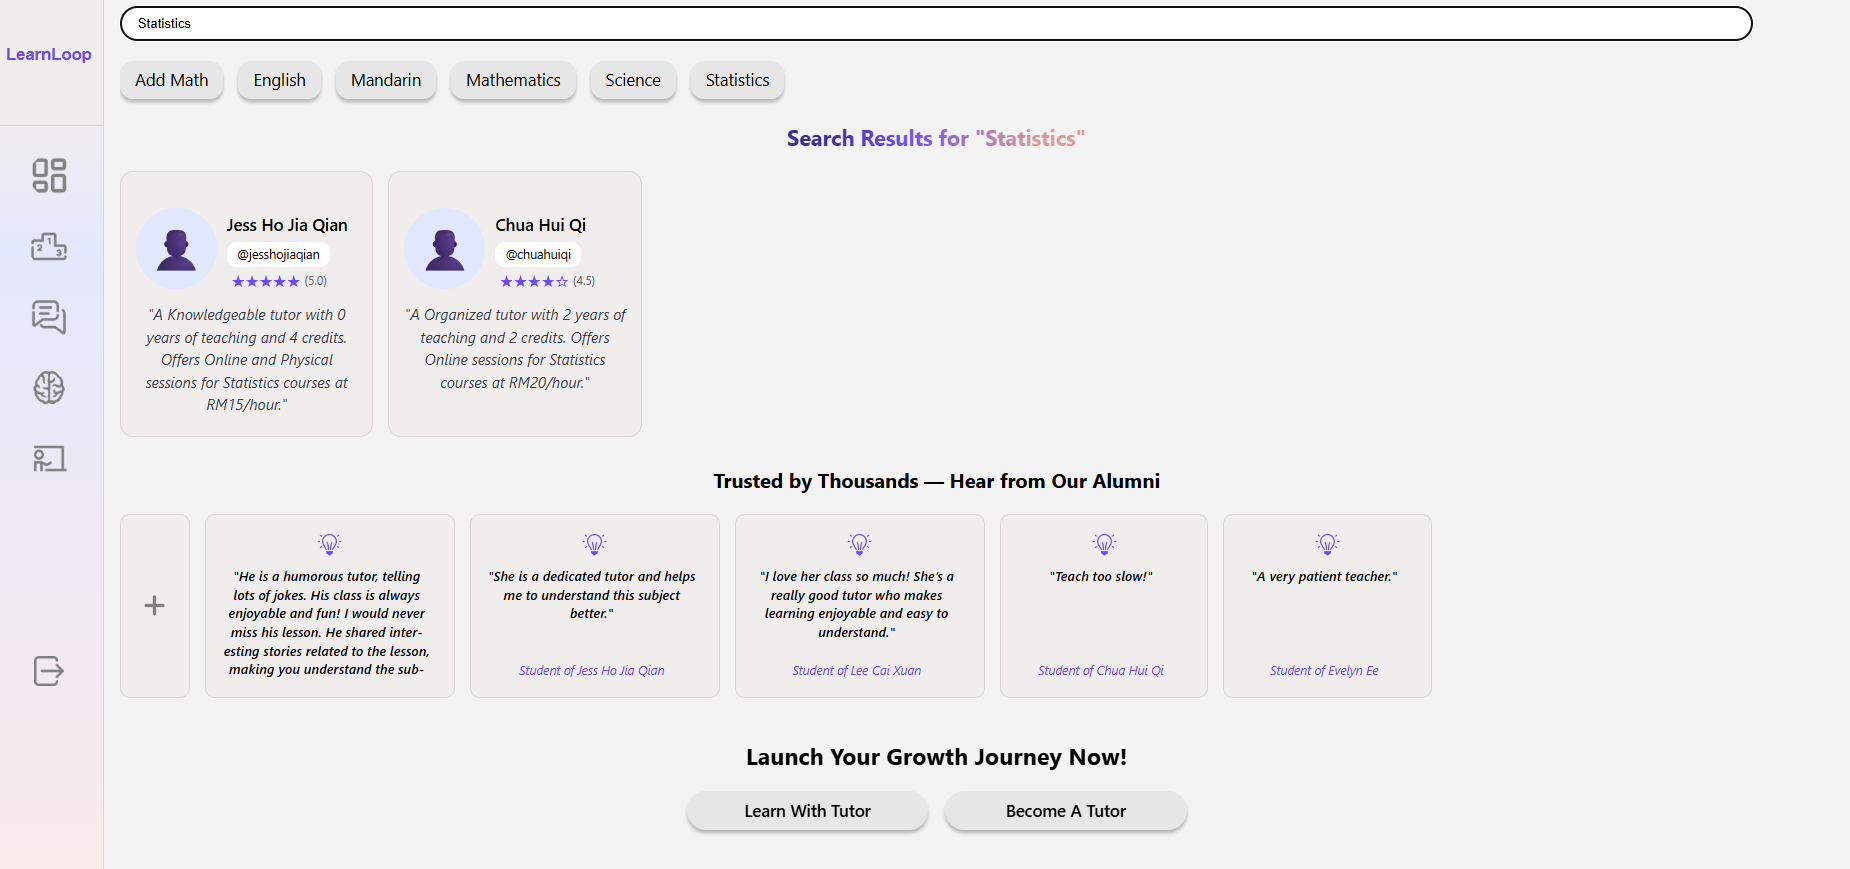 LearnLoop
Statistics
Add Math
English
Mandarin
Mathematics
Science
Statistics
Search Results for "Statistics"
Jess Ho Jia Qian
@jesshojiaqian
★★★★★ (5.0)
"A Knowledgeable tutor with 0
years of teaching and 4 credits.
Offers Online and Physical
sessions for Statistics courses at
RM15/hour."
Chua Hui Qi
@chuahuiqi
★★★★☆ (4.5)
"A Organized tutor with 2 years of
teaching and 2 credits. Offers
Online sessions for Statistics
courses at RM20/hour."
Trusted by Thousands — Hear from Our Alumni
"He is a humorous tutor, telling
lots of jokes. His class is always
enjoyable and fun! I would never
miss his lesson. He shared inter-
esting stories related to the lesson,
making you understand the sub-
"She is a dedicated tutor and helps
me to understand this subject
better."
Student of Jess Ho Jia Qian
"I love her class so much! She's a
really good tutor who makes
learning enjoyable and easy to
understand."
Student of Lee Cai Xuan
"Teach too slow!"
Student of Chua Hui Qi
"A very patient teacher."
Student of Evelyn Ee
Launch Your Growth Journey Now!
Learn With Tutor
Become A Tutor